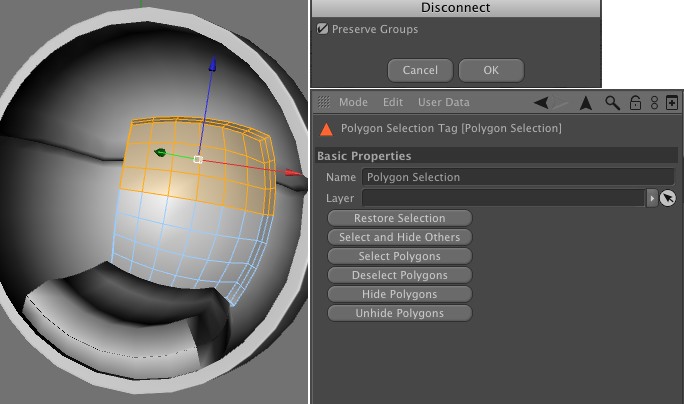 Disconnect
Preserve Groups
Cancel OK
Mode Edit User Data
Polygon Selection Tag [Polygon Selection]
Basic Properties
Name Polygon Selection
Layer
Restore Selection
Select and Hide Others
Select Polygons
Deselect Polygons
Hide Polygons
Unhide Polygons